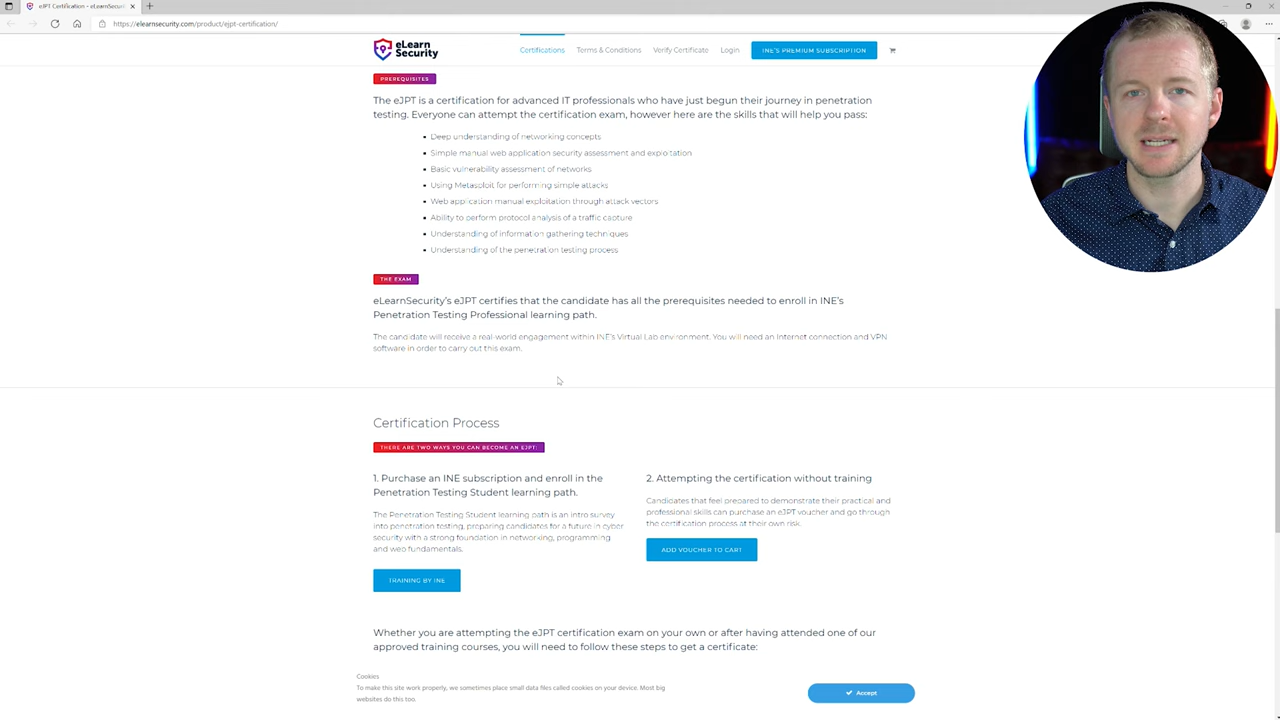 eJPT Certification - eLearnSecuri
https://elearnsecurity.com/product/ejpt-certification/
eLearn
Security
Certifications
Terms & Conditions
Verify Certificate
Login
INE'S PREMIUM SUBSCRIPTION
PREREQUISITES
The eJPT is a certification for advanced IT professionals who have just begun their journey in penetration
testing. Everyone can attempt the certification exam, however here are the skills that will help you pass:
Deep understanding of networking concepts
Simple manual web application security assessment and exploitation
Basic vulnerability assessment of networks
Using Metasploit for performing simple attacks
Web application manual exploitation through attack vectors
Ability to perform protocol analysis of a traffic capture
Understanding of information gathering techniques
Understanding of the penetration testing process
THE EXAM
eLearnSecurity's eJPT certifies that the candidate has all the prerequisites needed to enroll in INE's
Penetration Testing Professional learning path.
The candidate will receive a real-world engagement within INE's Virtual Lab environment. You will need an Internet connection and VPN
software in order to carry out this exam.
Certification Process
THERE ARE TWO WAYS YOU CAN BECOME AN EJPT:
1. Purchase an INE subscription and enroll in the
Penetration Testing Student learning path.
The Penetration Testing Student learning path is an intro survey
into penetration testing, preparing candidates for a future in cyber
security with a strong foundation in networking, programming
and web fundamentals.
TRAINING BY INE
2. Attempting the certification without training
Candidates that feel prepared to demonstrate their practical and
professional skills can purchase an eJPT voucher and go through
the certification process at their own risk.
ADD VOUCHER TO CART
Whether you are attempting the eJPT certification exam on your own or after having attended one of our
approved training courses, you will need to follow these steps to get a certificate:
Cookies
To make this site work properly, we sometimes place small data files called cookies on your device. Most big
websites do this too.
Accept